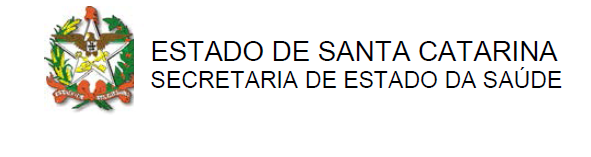 ESTADO DE SANTA CATARINA
SECRETARIA DE ESTADO DA SAÚDE